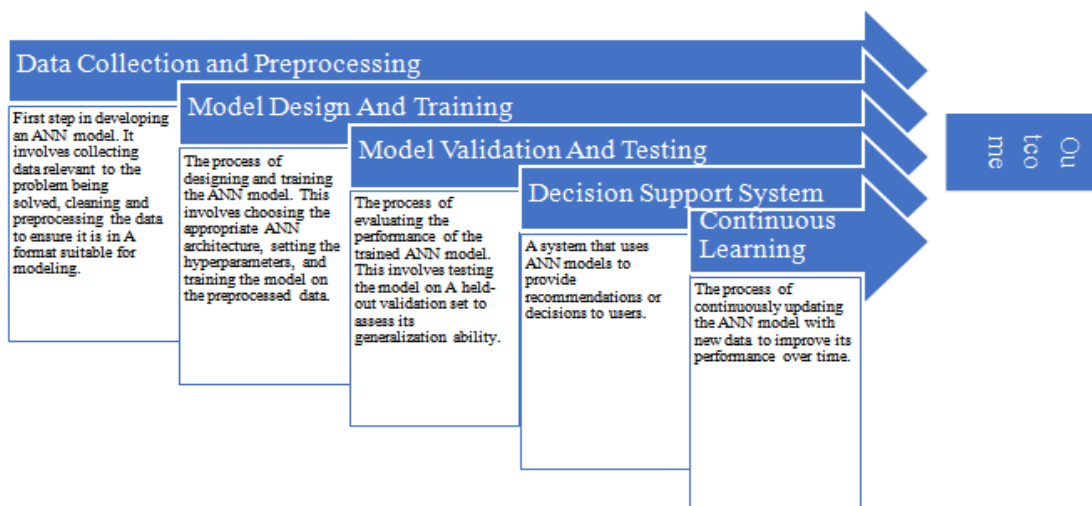 Data Collection and Preprocessing
First step in developing
an ANN model. It
involves collecting
data relevant to the
problem being
solved, cleaning and
preprocessing the data
to ensure it is in A
format suitable for
modeling.
Model Design And Training
The process of
designing and training
the ANN model. This
involves choosing the
appropriate ANN
architecture, setting the
hyperparameters, and
training the model on
the preprocessed data.
Model Validation And Testing
The process of
evaluating the
performance of the
trained ANN model.
This involves testing
the model on A held-
out validation set to
assess its
generalization ability.
Decision Support System
A system that uses
ANN models to
provide
recommendations or
decisions to users.
Continuous
Learning
The process of
continuously updating
the ANN model with
new data to improve its
performance over time.
Ou
tco
me